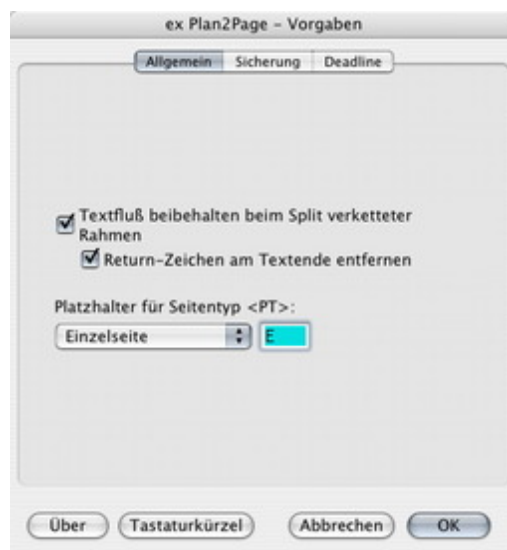 ex Plan2Page – Vorgaben
Allgemein Sicherung Deadline
Textfluß beibehalten beim Split verketteter
Rahmen
Return-Zeichen am Textende entfernen
Platzhalter für Seitentyp <PT>:
Einzelseite E
Über Tastaturkürzel Abbrechen OK